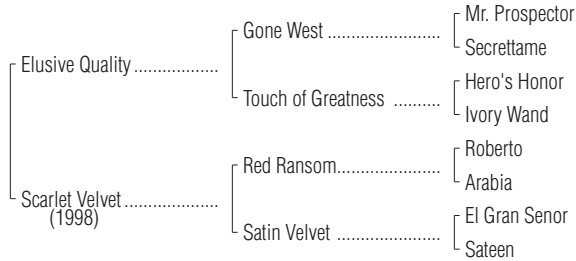 Mr. Prospector
Gone West ......................
Secrettame
Elusive Quality .................
Hero's Honor
Touch of Greatness ..........
Ivory Wand
Roberto
Red Ransom.....................
Arabia
Scarlet Velvet ...................
(1998)
El Gran Senor
Satin Velvet .....................
Sateen